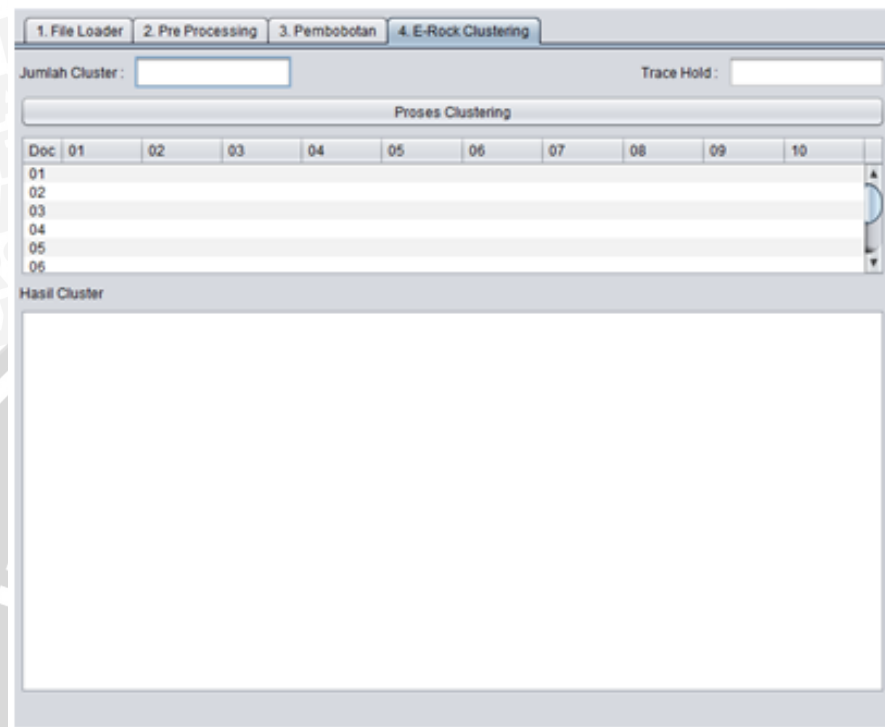 1. File Loader 2. Pre Processing 3. Pembobotan 4. E-Rock Clustering
Jumlah Cluster : Trace Hold :
Proses Clustering
Doc 01 02 03 04 05 06 07 08 09 10
01
02
03
04
05
06
Hasil Cluster